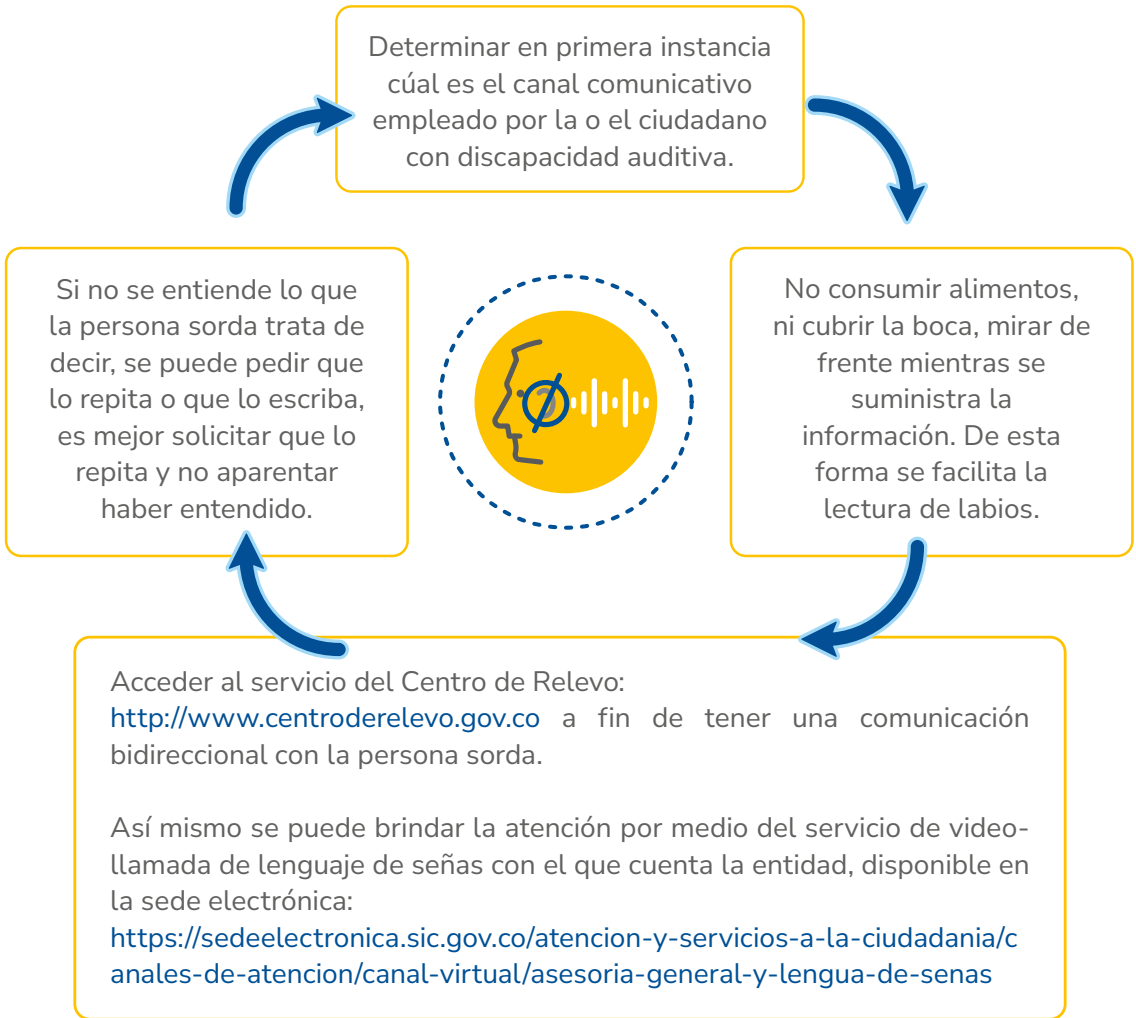 Determinar en primera instancia
cúal es el canal comunicativo
empleado por la o el ciudadano
con discapacidad auditiva.
No consumir alimentos,
ni cubrir la boca, mirar de
frente mientras se
suministra la
información. De esta
forma se facilita la
lectura de labios.
Acceder al servicio del Centro de Relevo:
http://www.centroderelevo.gov.co a fin de tener una comunicación
bidireccional con la persona sorda.
Así mismo se puede brindar la atención por medio del servicio de video-
llamada de lenguaje de señas con el que cuenta la entidad, disponible en
la sede electrónica:
https://sedeelectronica.sic.gov.co/atencion-y-servicios-a-la-ciudadania/c
anales-de-atencion/canal-virtual/asesoria-general-y-lengua-de-senas
Si no se entiende lo que
la persona sorda trata de
decir, se puede pedir que
lo repita o que lo escriba,
es mejor solicitar que lo
repita y no aparentar
haber entendido.